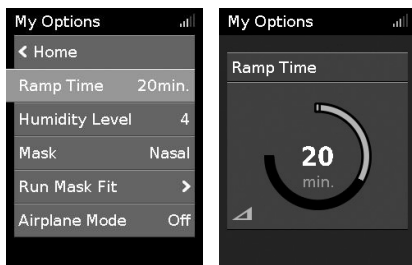 My Options
Home
Ramp Time 20min.
Humidity Level 4
Mask Nasal
Run Mask Fit
Airplane Mode Off
My Options
Ramp Time
20
min.